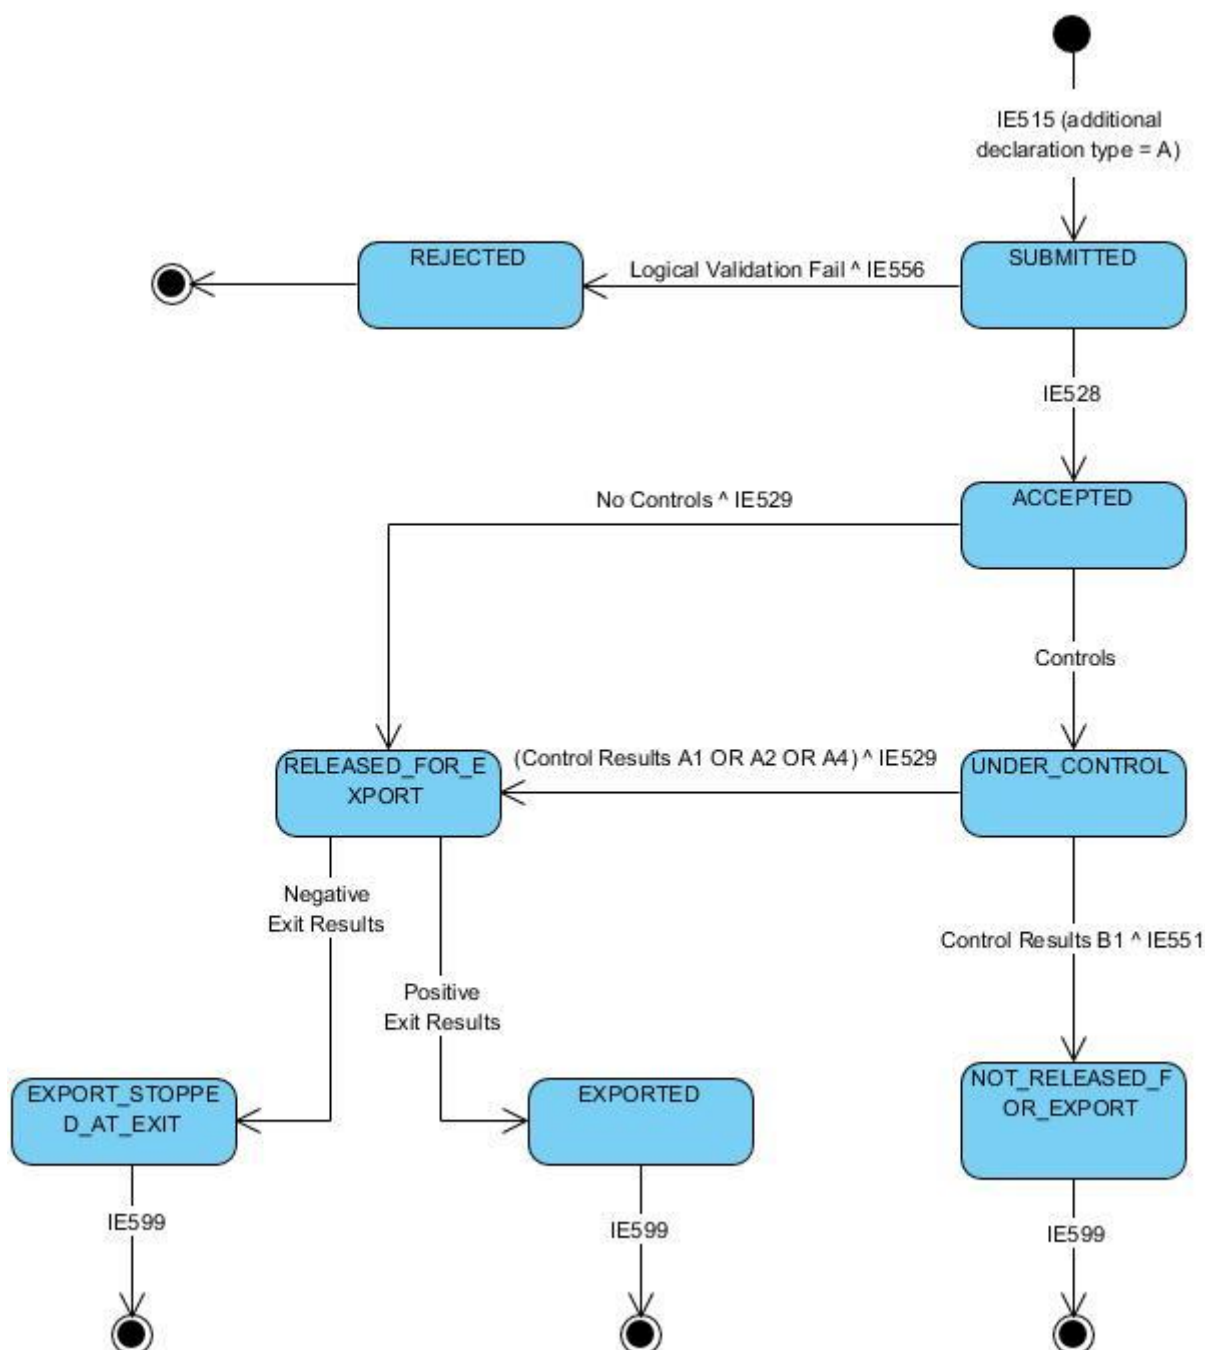 IE515 (additional
declaration type = A)
REJECTED
Logical Validation Fail ^ IE556
SUBMITTED
IE528
No Controls ^ IE529
ACCEPTED
Controls
RELEASED_FOR_E
XPORT
(Control Results A1 OR A2 OR A4) ^ IE529
UNDER_CONTROL
Negative
Exit Results
Positive
Exit Results
Control Results B1 ^ IE551
EXPORT_STOPPE
D_AT_EXIT
EXPORTED
NOT_RELEASED_F
OR_EXPORT
IE599
IE599
IE599